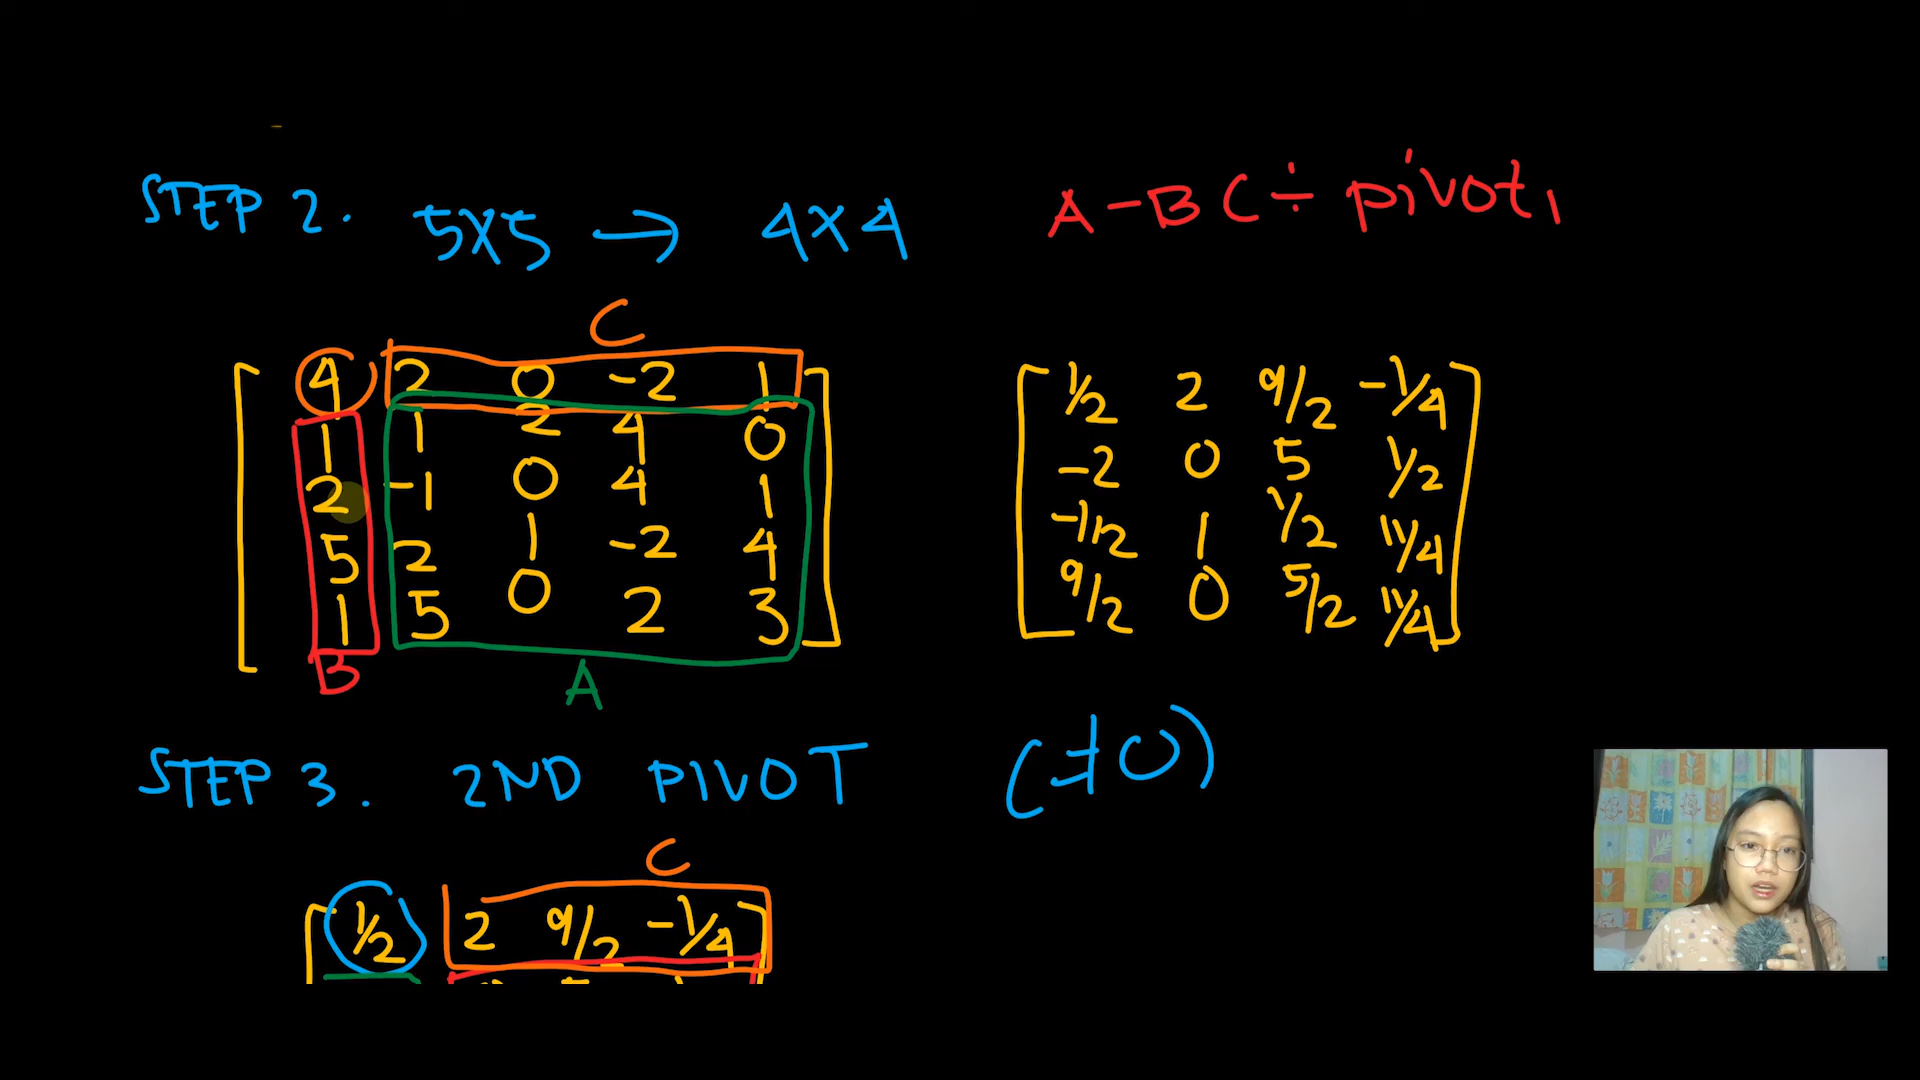 STEP 2. 5X5 → 4X4 A-BC÷pivot1
C
4 2 0 -2 1
1 1 2 4 0
2 -1 0 4 1
5 2 1 -2 4
1 5 0 2 3
B A
1/2 2 9/2 -1/4
-2 0 5 1/2
-7/2 1 1/2 11/4
9/2 0 5/2 11/4
STEP 3. 2ND PIVOT (≠0)
C
1/2 2 9/2 -1/4